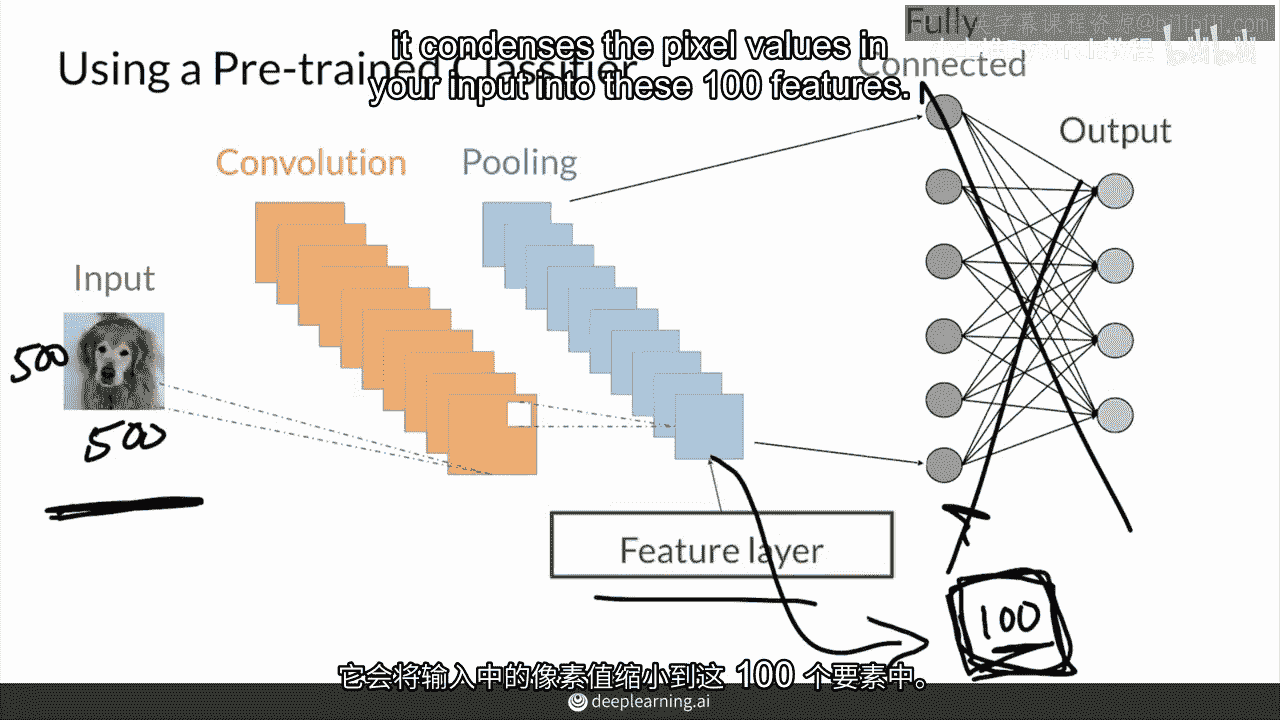 it condenses the pixel values in
your input into these 100 features.
Using a Pre-trained Classifier
Fully
Connected
Output
Convolution
Pooling
Input
500
500
Feature layer
100
它会将输入中的像素值缩小到这 100 个要素中。
deeplearning.ai
bilibili